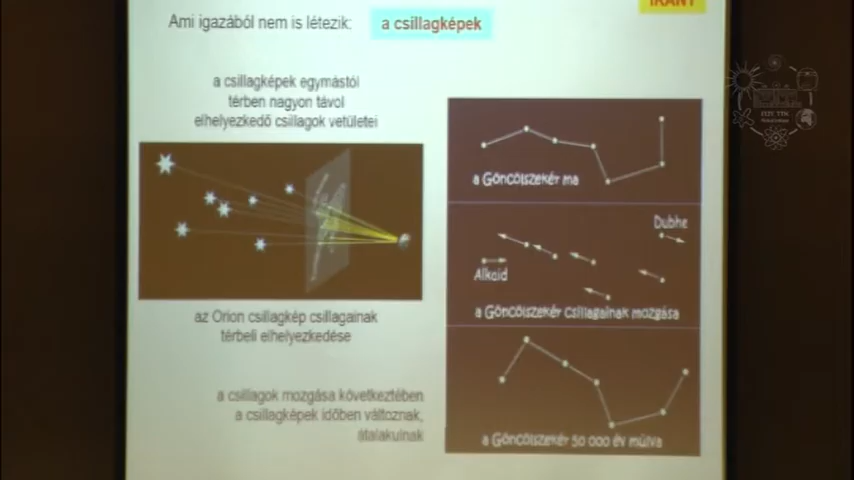 IRÁNY
Ami igazából nem is létezik:
a csillagképek
a csillagképek egymástól
térben nagyon távol
elhelyezkedő csillagok vetületei
az Orion csillagkép csillagainak
térbeli elhelyezkedése
a csillagok mozgása következtében
a csillagképek időben változnak,
átalakulnak
a Göncölszekér ma
Dubhe
Alkaid
a Göncölszekér Csillagainak mozgása
a Göncölszekér 50 000 év múlva